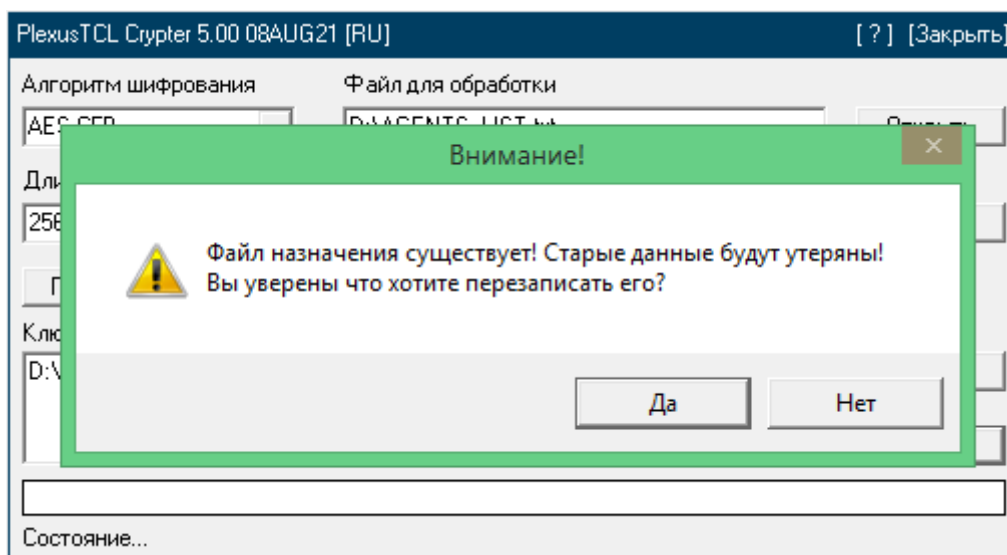 PlexusTCL Crypter 5.00 08AUG21 [RU] [ ? ] [Закрыть]
Алгоритм шифрования Файл для обработки
Внимание!
256
Файл назначения существует! Старые данные будут утеряны!
Вы уверены что хотите перезаписать его?
D:\
Да Нет
Состояние...